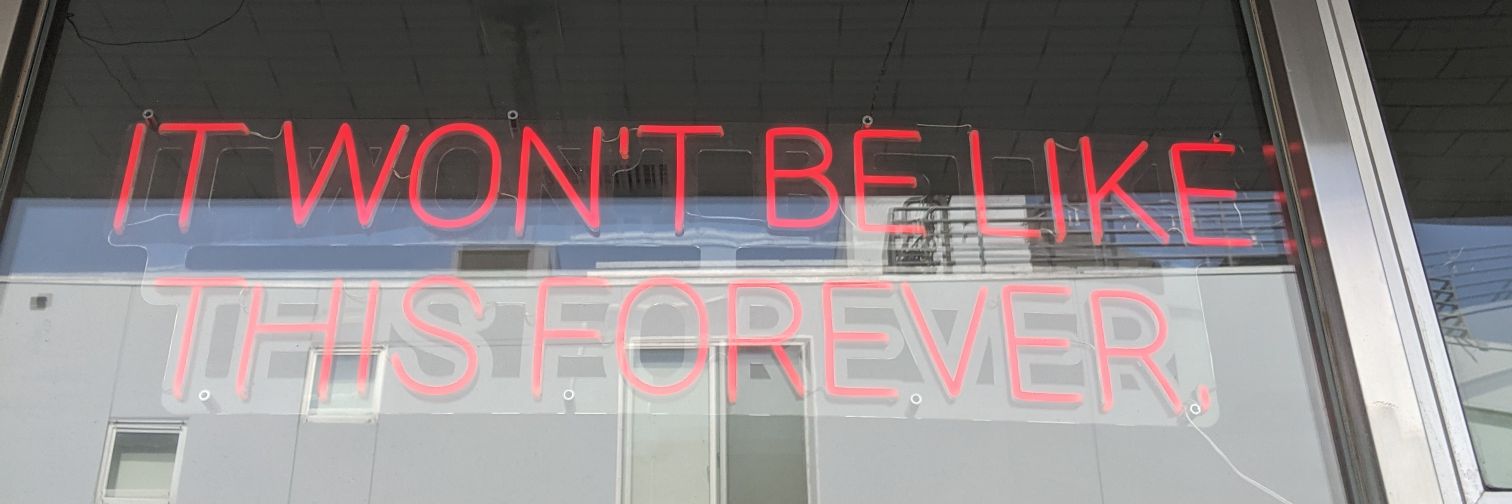 IT WON'T BE LIKE
THIS FOREVER.